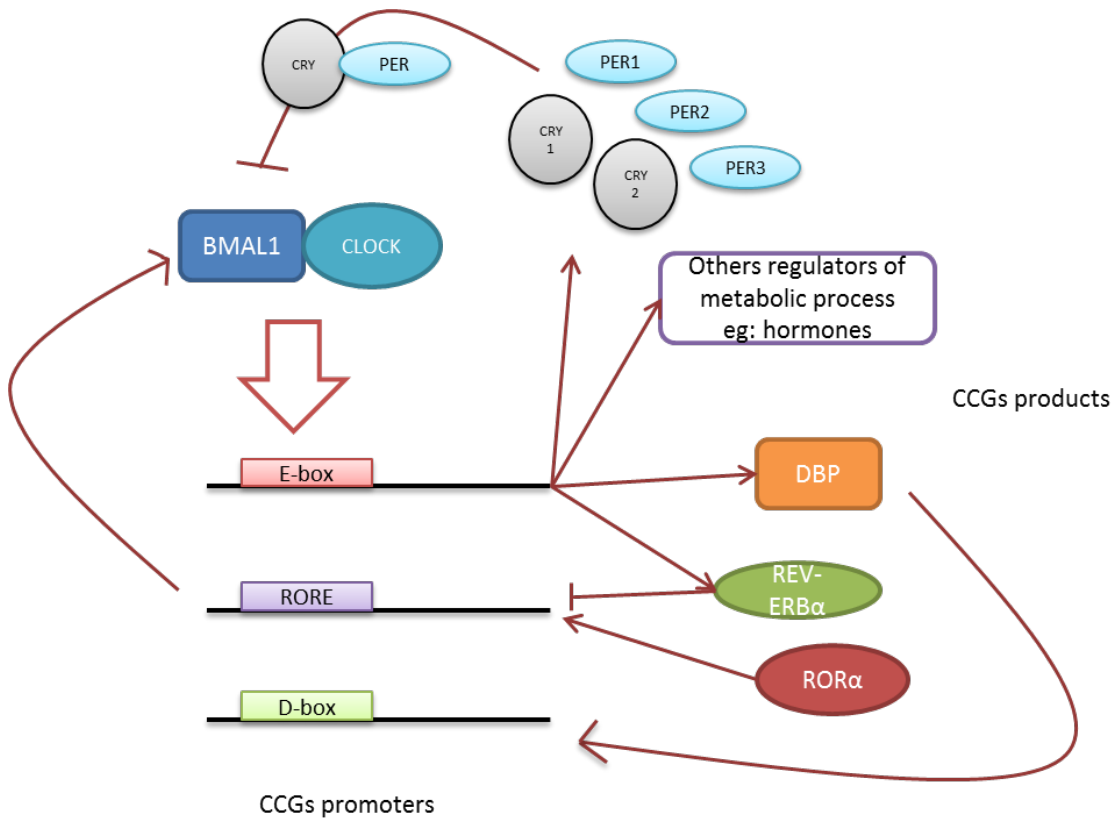 CRY
PER
PER1
PER2
PER3
CRY
1
CRY
2
BMAL1
CLOCK
Others regulators of
metabolic process
eg: hormones
CCGs products
E-box
DBP
RORE
REV-
ERBα
RORα
D-box
CCGs promoters